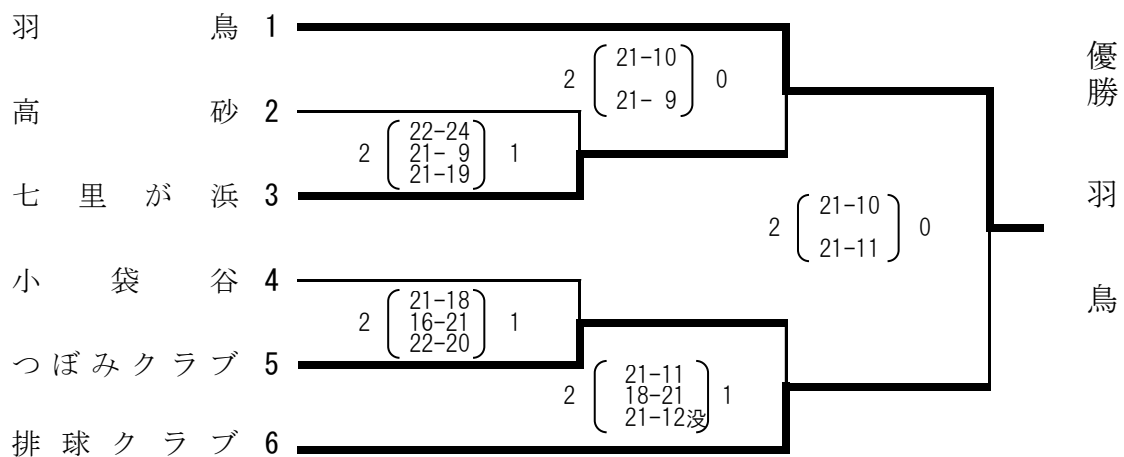 羽鳥 1
高砂 2
七里が浜 3
小袋谷 4
つぼみクラブ 5
排球クラブ 6
2 ( 22-24 21- 9 21-19 ) 1
2 ( 21-18 16-21 22-20 ) 1
2 ( 21-10 21- 9 ) 0
2 ( 21-11 18-21 21-12没 ) 1
2 ( 21-10 21-11 ) 0
優勝 羽鳥